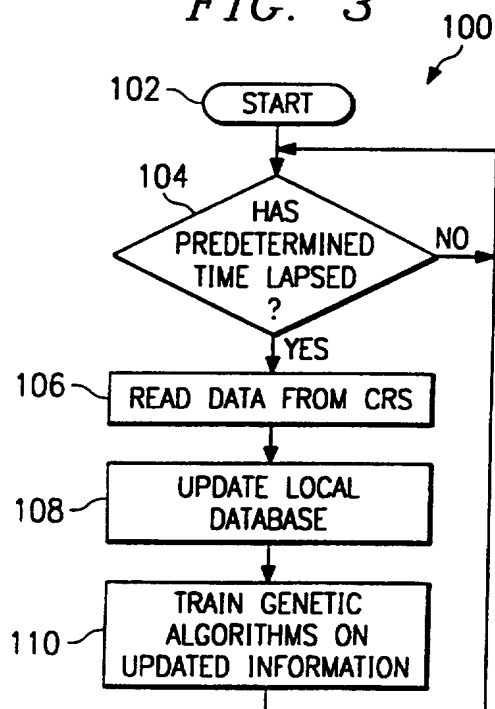 FIG. 3
100
102
START
104
HAS
PREDETERMINED
TIME LAPSED
?
NO
YES
106
READ DATA FROM CRS
108
UPDATE LOCAL
DATABASE
110
TRAIN GENETIC
ALGORITHMS ON
UPDATED INFORMATION